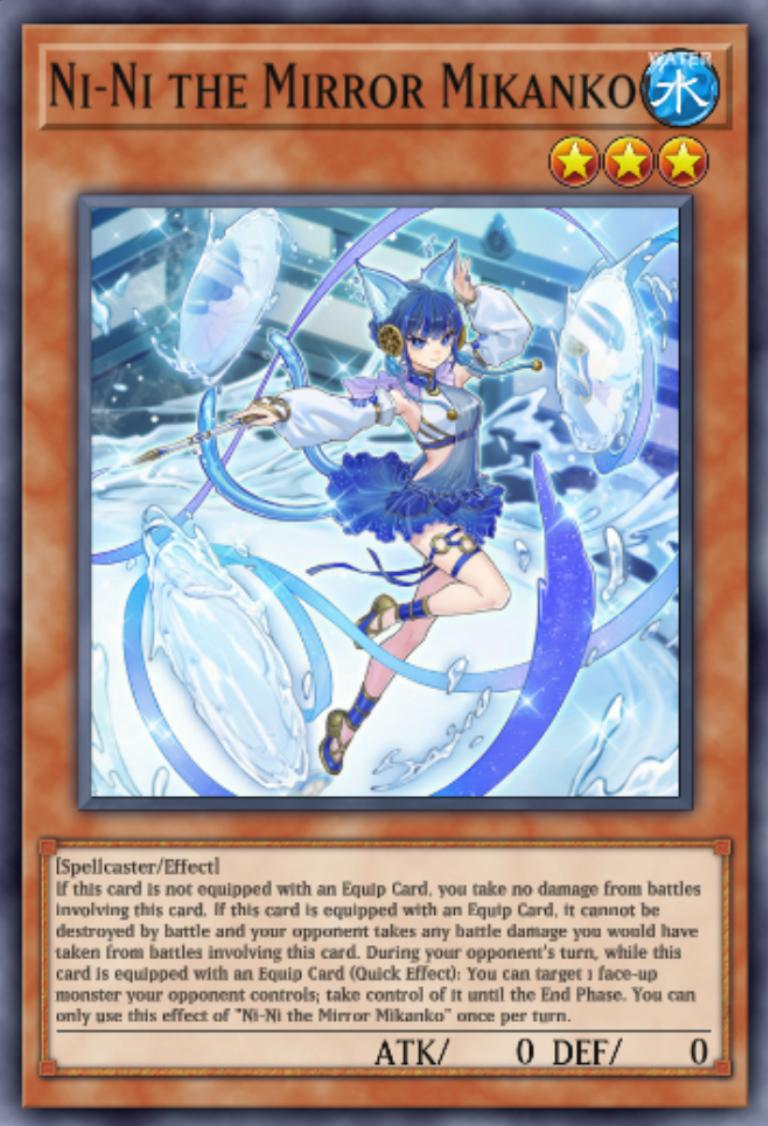 Ni-Ni the Mirror Mikanko
WATER
水
[Spellcaster/Effect]
If this card is not equipped with an Equip Card, you take no damage from battles
involving this card. If this card is equipped with an Equip Card, it cannot be
destroyed by battle and your opponent takes any battle damage you would have
taken from battles involving this card. During your opponent's turn, while this
card is equipped with an Equip Card (Quick Effect): You can target 1 face-up
monster your opponent controls; take control of it until the End Phase. You can
only use this effect of "Ni-Ni the Mirror Mikanko" once per turn.
ATK/ 0 DEF/ 0